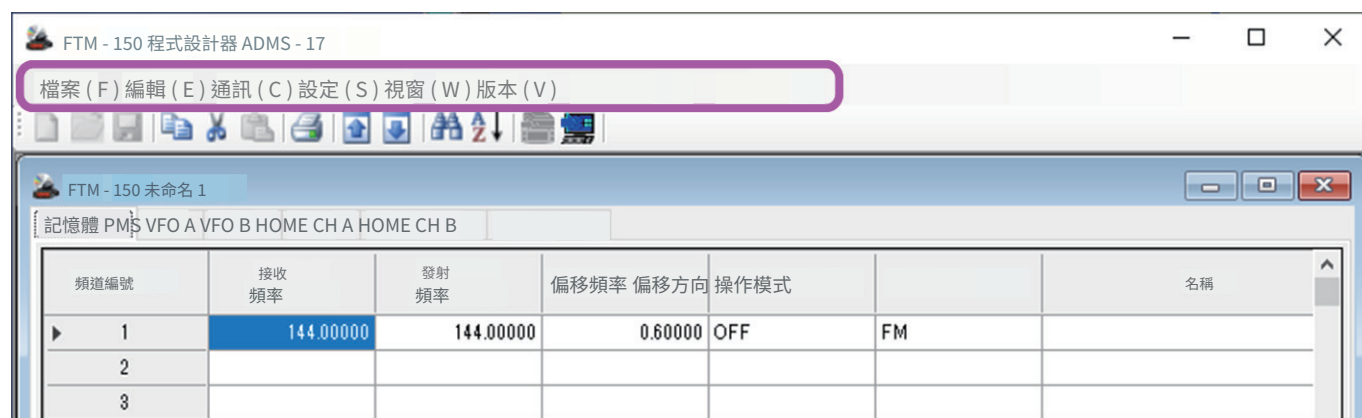 FTM - 150 程式設計器 ADMS - 17
檔案 ( F ) 編輯 ( E ) 通訊 ( C ) 設定 ( S ) 視窗 ( W ) 版本 ( V )
FTM - 150 未命名 1
記憶體 PMS VFO A VFO B HOME CH A HOME CH B
頻道編號 接收 頻率 發射 頻率 偏移頻率 偏移方向 操作模式 名稱
1 144.00000 144.00000 0.60000 OFF FM
2
3